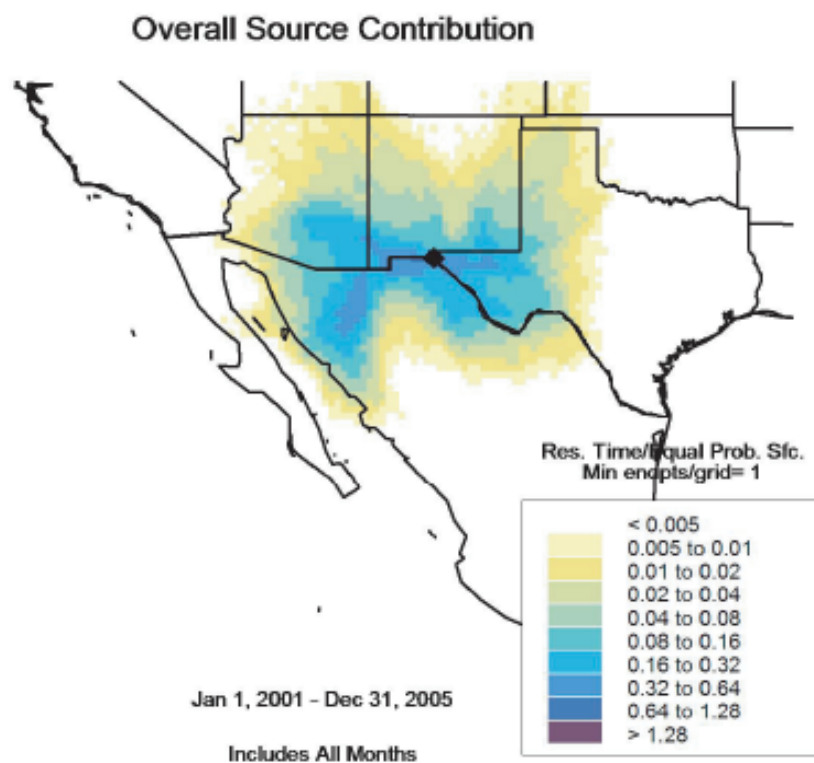 Overall Source Contribution
Res. Time/Equal Prob. Sfc.
Min enopts/grid= 1
< 0.005
0.005 to 0.01
0.01 to 0.02
0.02 to 0.04
0.04 to 0.08
0.08 to 0.16
0.16 to 0.32
0.32 to 0.64
0.64 to 1.28
> 1.28
Jan 1, 2001 - Dec 31, 2005
Includes All Months